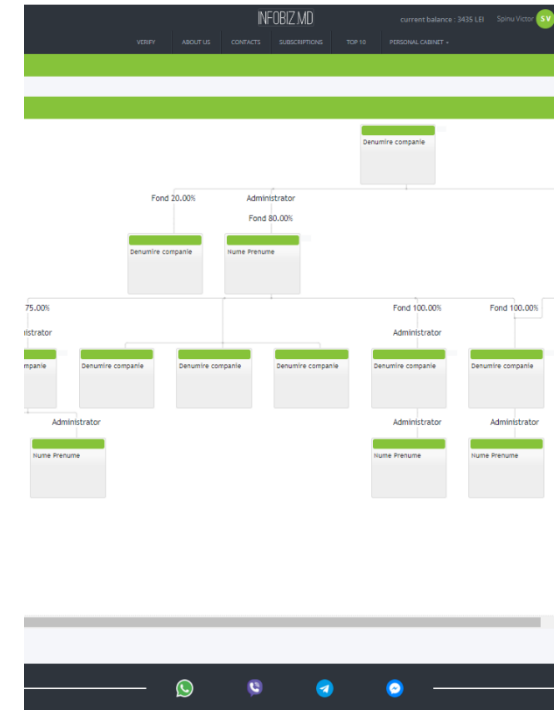 INFOBIZ.MD
current balance : 3435 LEI Spinu Victor SV
VERIFY ABOUT US CONTACTS SUBSCRIPTIONS TOP 10 PERSONAL CABINET
Denumire companie
Fond 20.00% Administrator
Fond 80.00%
Denumire companie Nume Prenume
75.00% Fond 100.00% Fond 100.00%
istrator Administrator
mpanie Denumire companie Denumire companie Denumire companie Denumire companie Denumire companie
Administrator Administrator Administrator
Nume Prenume Nume Prenume Nume Prenume